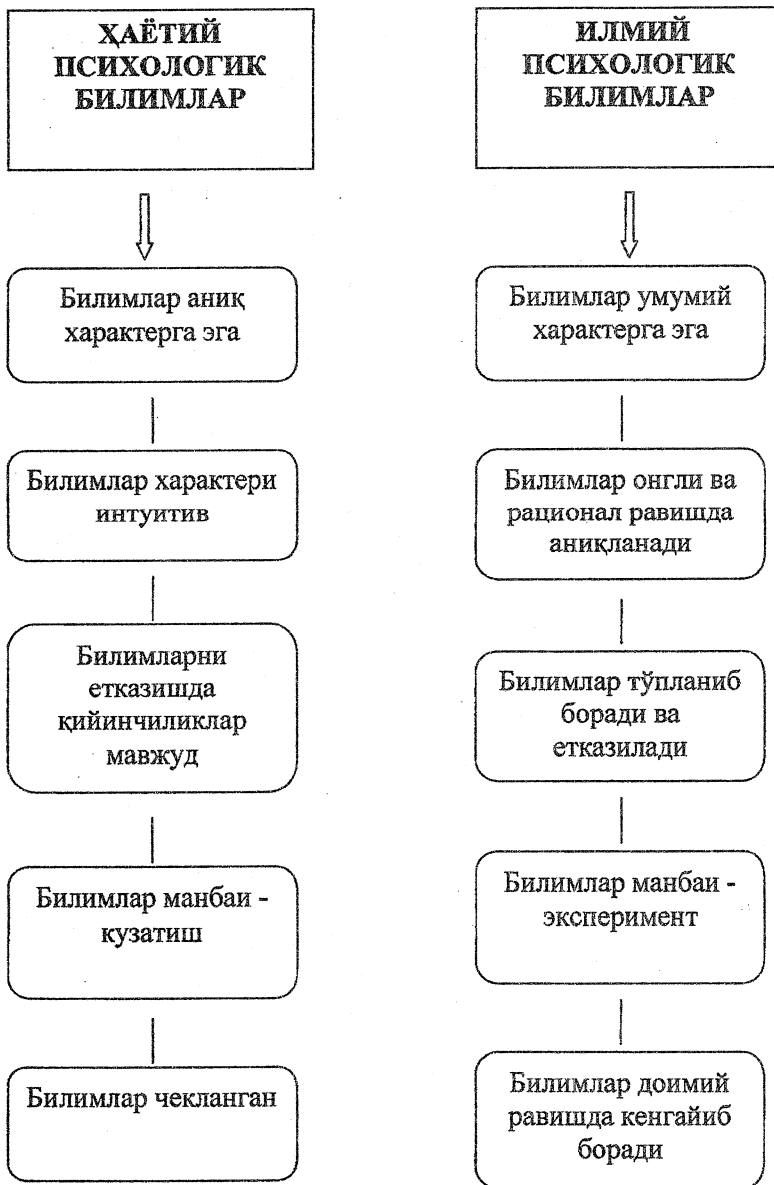 ҲАЁТИЙ
ПСИХОЛОГИК
БИЛИМЛАР
Билимлар аниқ
характерга эга
Билимлар характери
интуитив
Билимларни
етказишда
қийинчиликлар
мавжуд
Билимлар манбаи -
кузатиш
Билимлар чекланган
ИЛМИЙ
ПСИХОЛОГИК
БИЛИМЛАР
Билимлар умумий
характерга эга
Билимлар онгли ва
рационал равишда
аниқланади
Билимлар тўпланиб
боради ва
етказилади
Билимлар манбаи -
эксперимент
Билимлар доимий
равишда кенгайиб
боради